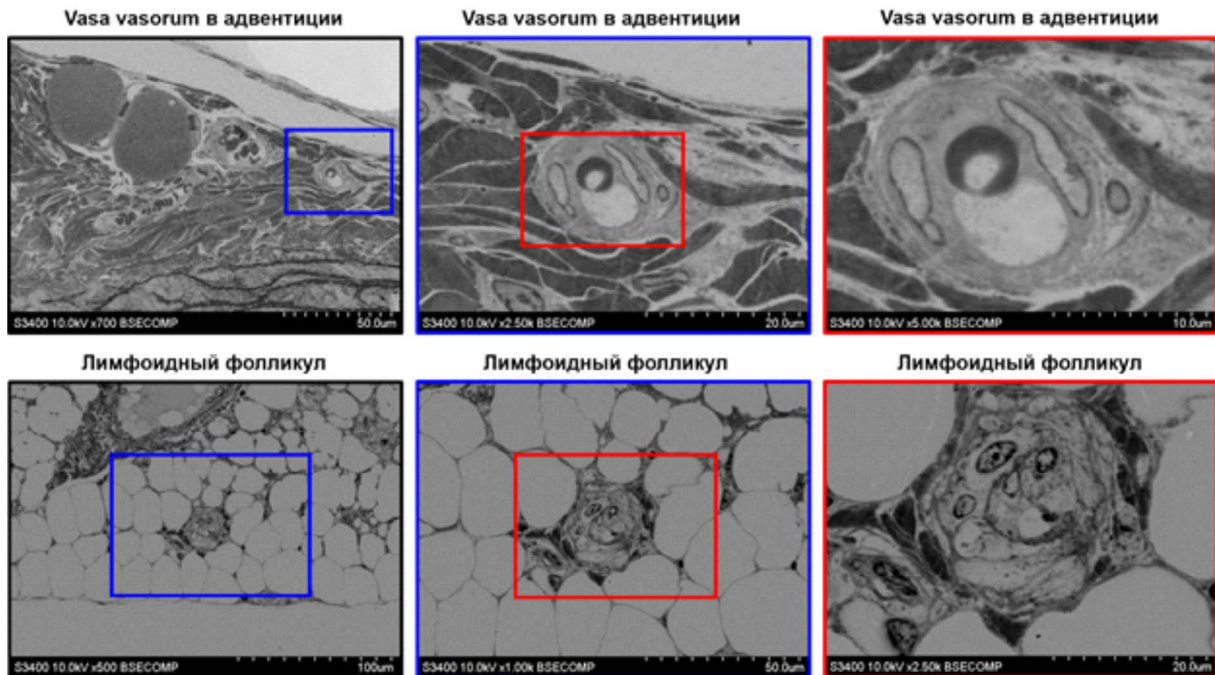 Vasa vasorum в адвентиции
Vasa vasorum в адвентиции
Vasa vasorum в адвентиции
S3400 10.0kV x700 BSECOMP 50.0um
S3400 10.0kV x2.50k BSECOMP 20.0um
S3400 10.0kV x5.00k BSECOMP 10.0um
Лимфоидный фолликул
Лимфоидный фолликул
Лимфоидный фолликул
S3400 10.0kV x500 BSECOMP 100um
S3400 10.0kV x1.00k BSECOMP 50.0um
S3400 10.0kV x2.50k BSECOMP 20.0um